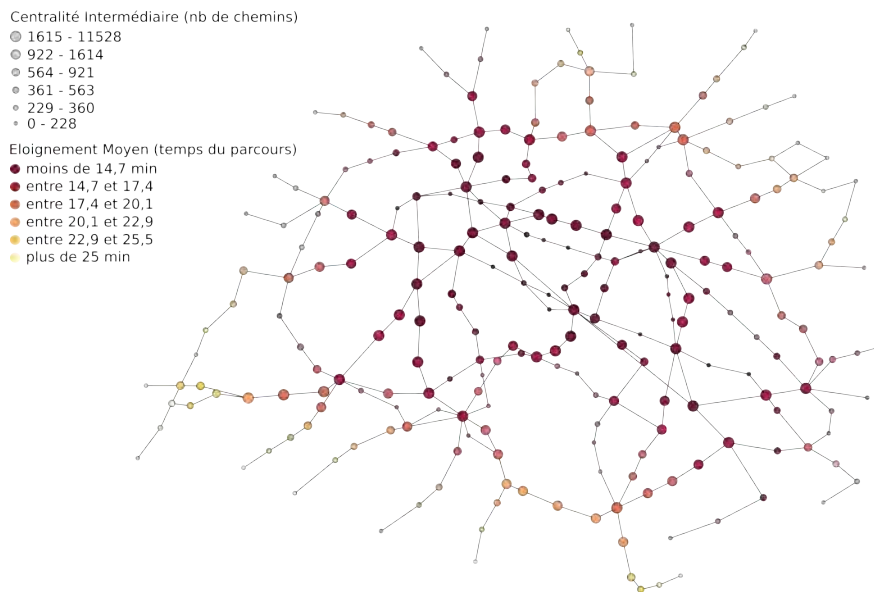 Centralité Intermédiaire (nb de chemins)
1615 - 11528
922 - 1614
564 - 921
361 - 563
229 - 360
0 - 228
Eloignement Moyen (temps du parcours)
moins de 14,7 min
entre 14,7 et 17,4
entre 17,4 et 20,1
entre 20,1 et 22,9
entre 22,9 et 25,5
plus de 25 min